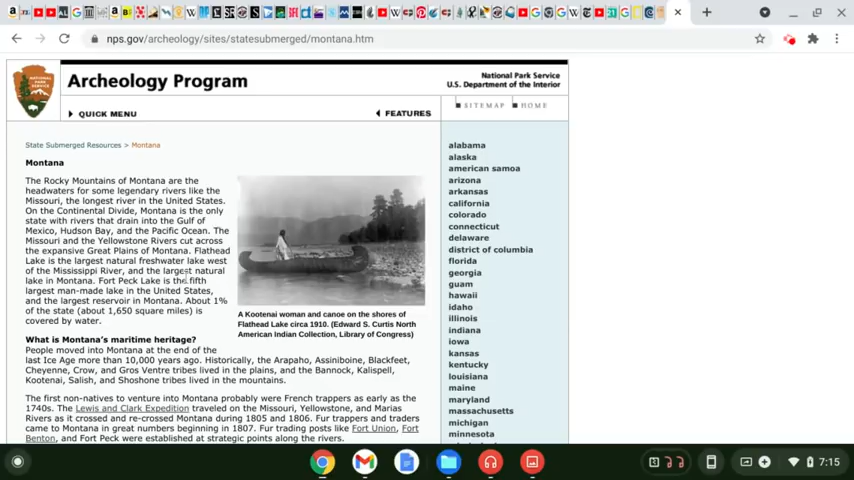 nps.gov/archeology/sites/statesubmerged/montana.htm
Archeology Program
National Park Service
U.S. Department of the Interior
SITEMAP HOME
QUICK MENU
FEATURES
State Submerged Resources > Montana
Montana
The Rocky Mountains of Montana are the
headwaters for some legendary rivers like the
Missouri, the longest river in the United States.
On the Continental Divide, Montana is the only
state with rivers that drain into the Gulf of
Mexico, Hudson Bay, and the Pacific Ocean. The
Missouri and the Yellowstone Rivers cut across
the expansive Great Plains of Montana. Flathead
Lake is the largest natural freshwater lake west
of the Mississippi River, and the largest natural
lake in Montana. Fort Peck Lake is the fifth
largest man-made lake in the United States,
and the largest reservoir in Montana. About 1%
of the state (about 1,650 square miles) is
covered by water.
A Kootenai woman and canoe on the shores of
Flathead Lake circa 1910. (Edward S. Curtis North
American Indian Collection, Library of Congress)
What is Montana's maritime heritage?
People moved into Montana at the end of the
last Ice Age more than 10,000 years ago. Historically, the Arapaho, Assiniboine, Blackfeet,
Cheyenne, Crow, and Gros Ventre tribes lived in the plains, and the Bannock, Kalispell,
Kootenai, Salish, and Shoshone tribes lived in the mountains.
The first non-natives to venture into Montana probably were French trappers as early as the
1740s. The Lewis and Clark Expedition traveled on the Missouri, Yellowstone, and Marias
Rivers as it crossed and re-crossed Montana during 1805 and 1806. Fur trappers and traders
came to Montana in great numbers beginning in 1807. Fur trading posts like Fort Union, Fort
Benton, and Fort Peck were established at strategic points along the rivers.
alabama
alaska
american samoa
arizona
arkansas
california
colorado
connecticut
delaware
district of columbia
florida
georgia
guam
hawaii
idaho
illinois
indiana
iowa
kansas
kentucky
louisiana
maine
maryland
massachusetts
michigan
minnesota
7:15